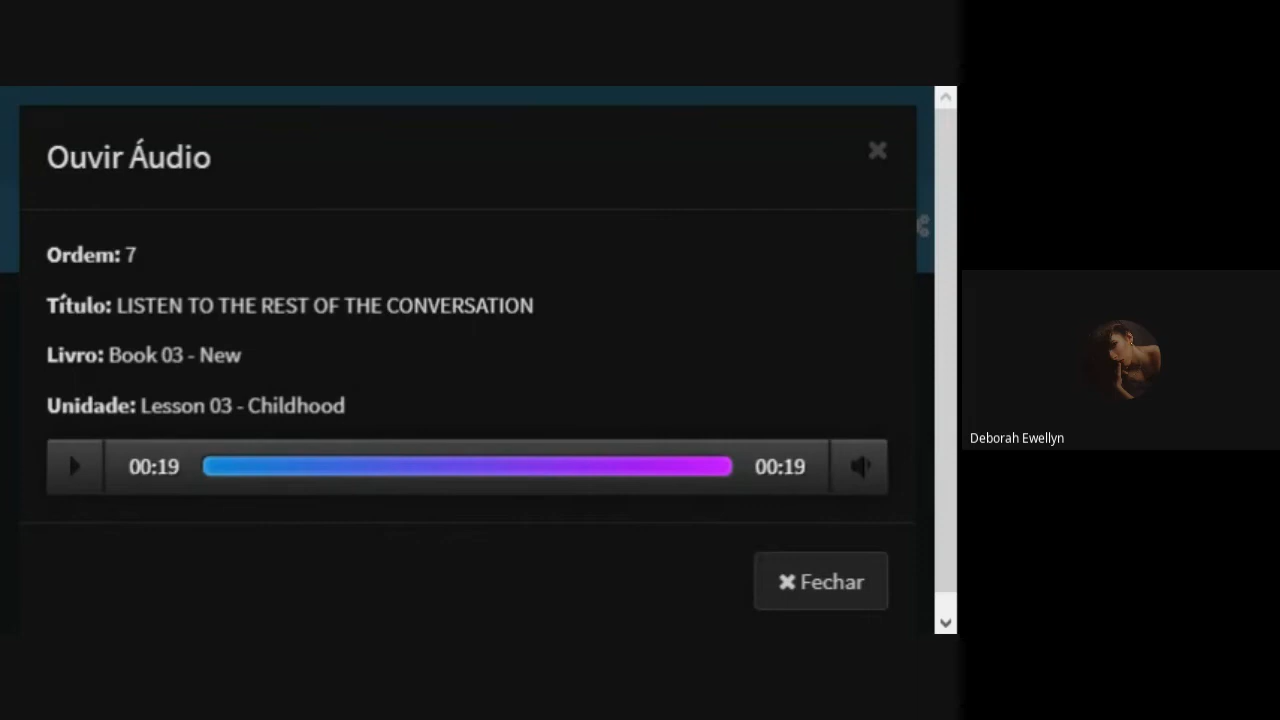 Ouvir Áudio
Ordem: 7
Título: LISTEN TO THE REST OF THE CONVERSATION
Livro: Book 03 - New
Unidade: Lesson 03 - Childhood
00:19 00:19
Fechar
Deborah Ewellyn